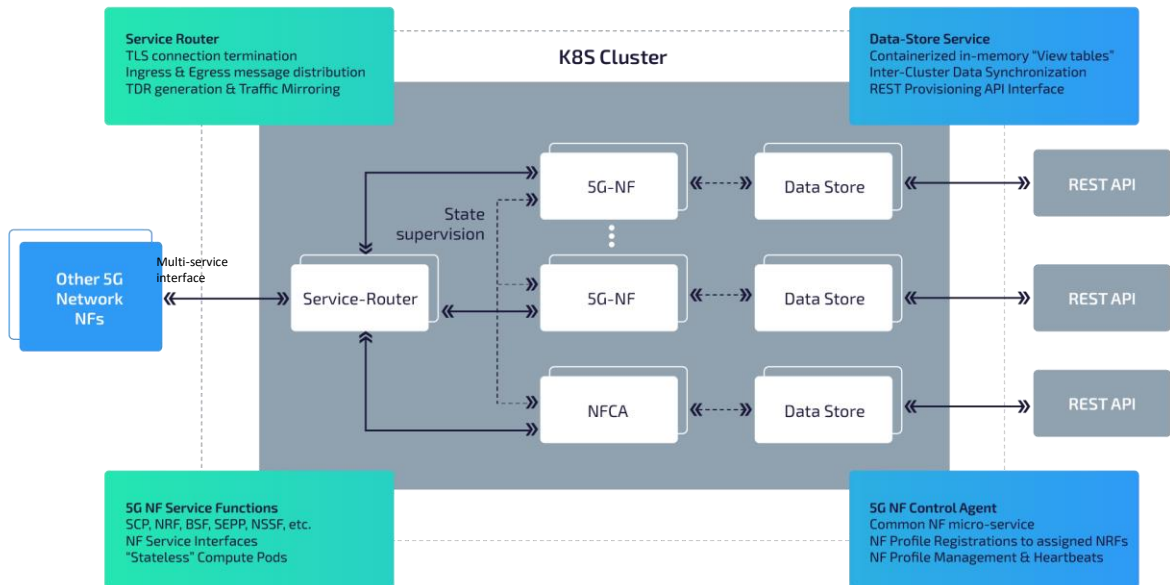 Service Router
TLS connection termination
Ingress & Egress message distribution
TDR generation & Traffic Mirroring
K8S Cluster
Data-Store Service
Containerized in-memory "View tables"
Inter-Cluster Data Synchronization
REST Provisioning API Interface
5G-NF
Data Store
REST API
State
supervision
Other 5G
Network
NFs
Multi-service
interface
Service-Router
5G-NF
Data Store
REST API
NFCA
Data Store
REST API
5G NF Service Functions
SCP, NRF, BSF, SEPP, NSSF, etc.
NF Service Interfaces
"Stateless" Compute Pods
5G NF Control Agent
Common NF micro-service
NF Profile Registrations to assigned NRFs
NF Profile Management & Heartbeats